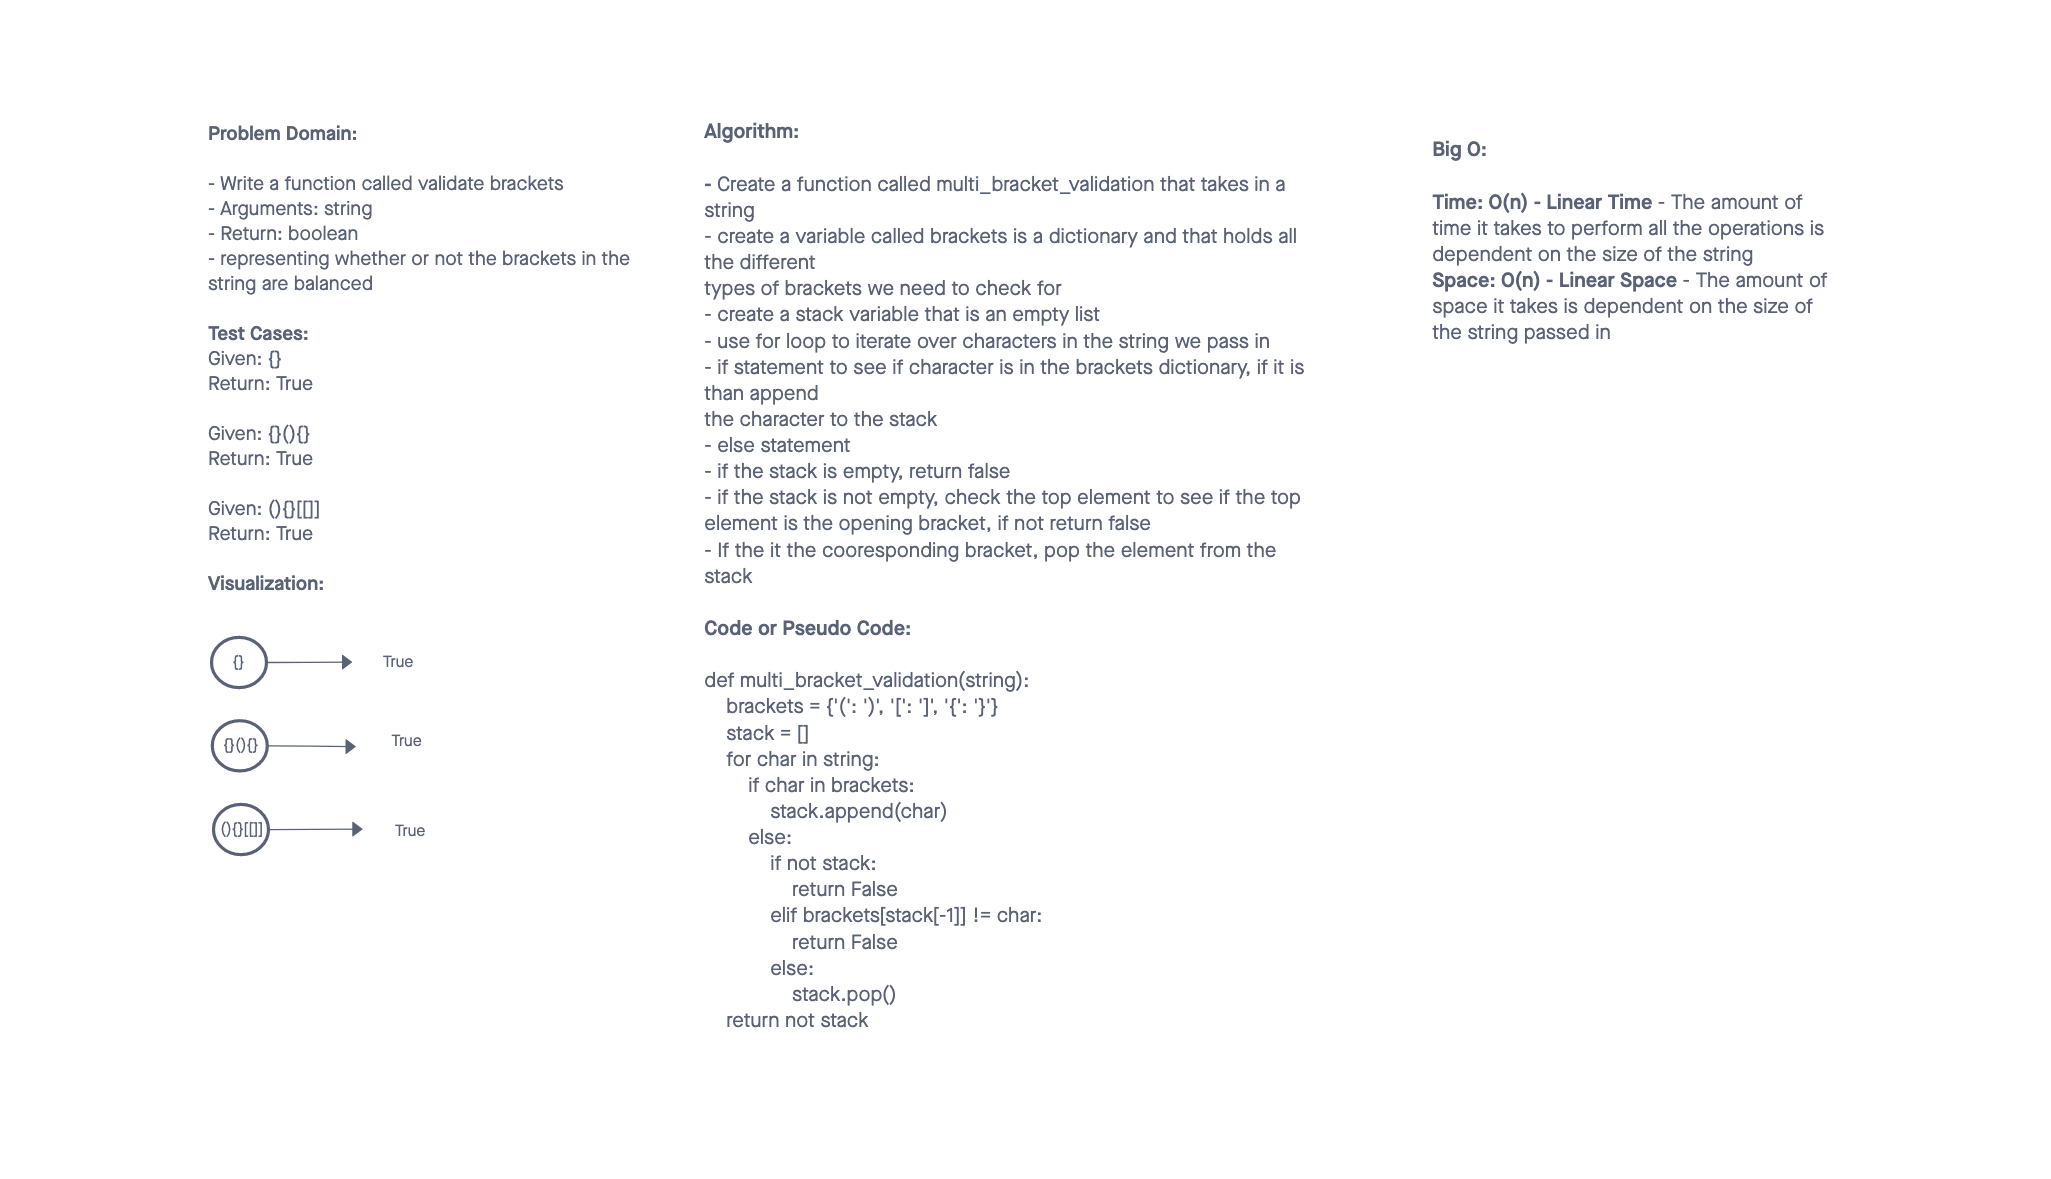 Problem Domain:
- Write a function called validate brackets
- Arguments: string
- Return: boolean
- representing whether or not the brackets in the
string are balanced
Test Cases:
Given: {}
Return: True
Given: {}(){}
Return: True
Given: (){}[[]]
Return: True
Visualization:
{}
True
{}(){}
True
(){}[[]]
True
Algorithm:
- Create a function called multi_bracket_validation that takes in a
string
- create a variable called brackets is a dictionary and that holds all
the different
types of brackets we need to check for
- create a stack variable that is an empty list
- use for loop to iterate over characters in the string we pass in
- if statement to see if character is in the brackets dictionary, if it is
than append
the character to the stack
- else statement
- if the stack is empty, return false
- if the stack is not empty, check the top element to see if the top
element is the opening bracket, if not return false
- If the it the cooresponding bracket, pop the element from the
stack
Code or Pseudo Code:
def multi_bracket_validation(string):
    brackets = {'(': ')', '[': ']', '{': '}'}
    stack = []
    for char in string:
        if char in brackets:
            stack.append(char)
        else:
            if not stack:
                return False
            elif brackets[stack[-1]] != char:
                return False
            else:
                stack.pop()
    return not stack
Big O:
Time: O(n) - Linear Time - The amount of
time it takes to perform all the operations is
dependent on the size of the string
Space: O(n) - Linear Space - The amount of
space it takes is dependent on the size of
the string passed in